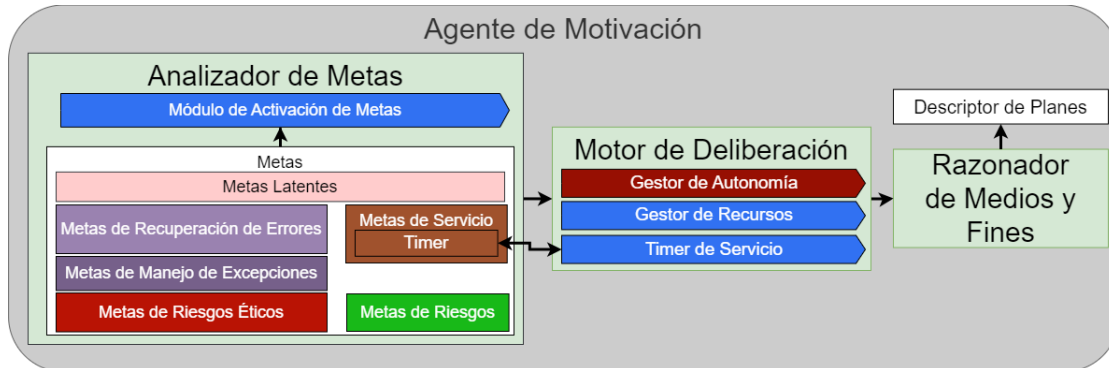 Agente de Motivación
Analizador de Metas
Módulo de Activación de Metas
Metas
Metas Latentes
Metas de Recuperación de Errores
Metas de Servicio
Timer
Metas de Manejo de Excepciones
Metas de Riesgos Éticos
Metas de Riesgos
Motor de Deliberación
Gestor de Autonomía
Gestor de Recursos
Timer de Servicio
Descriptor de Planes
Razonador
de Medios y
Fines